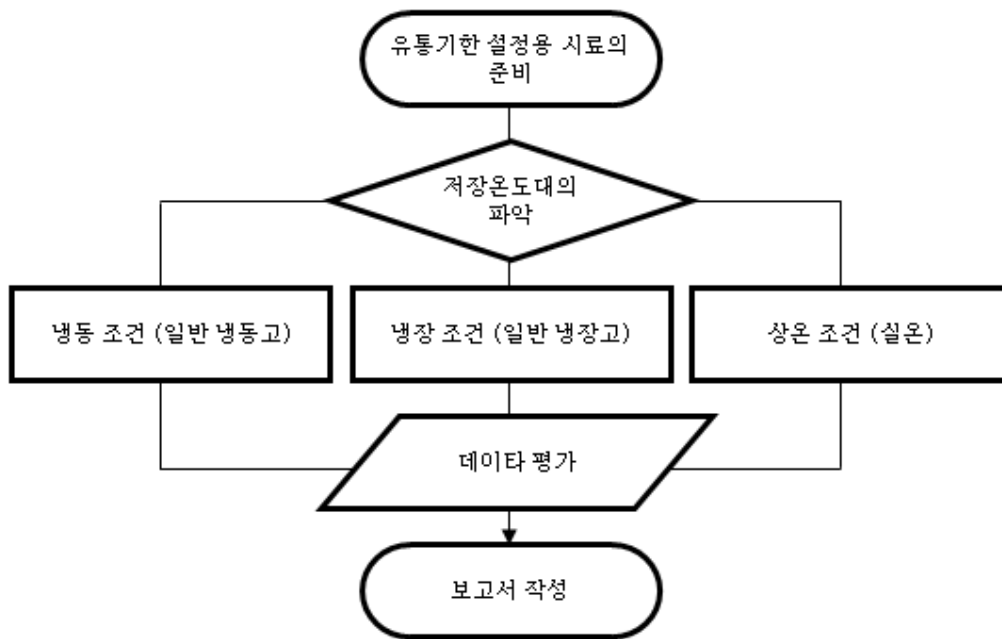 유통기한 설정용 시료의
준비
저장온도대의
파악
냉동 조건 (일반 냉동고)
냉장 조건 (일반 냉장고)
상온 조건 (실온)
데이타 평가
보고서 작성